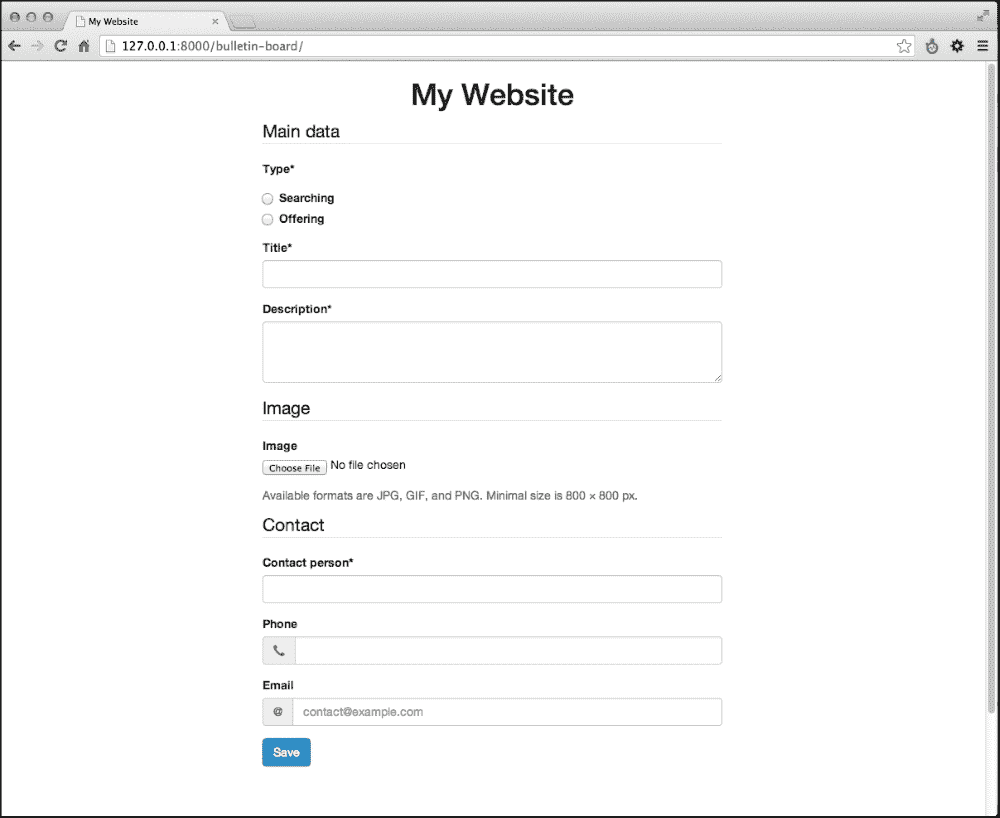 My Website
127.0.0.1:8000/bulletin-board/
My Website
Main data
Type*
Searching
Offering
Title*
Description*
Image
Image
Choose File No file chosen
Available formats are JPG, GIF, and PNG. Minimal size is 800 × 800 px.
Contact
Contact person*
Phone
Email
@ contact@example.com
Save